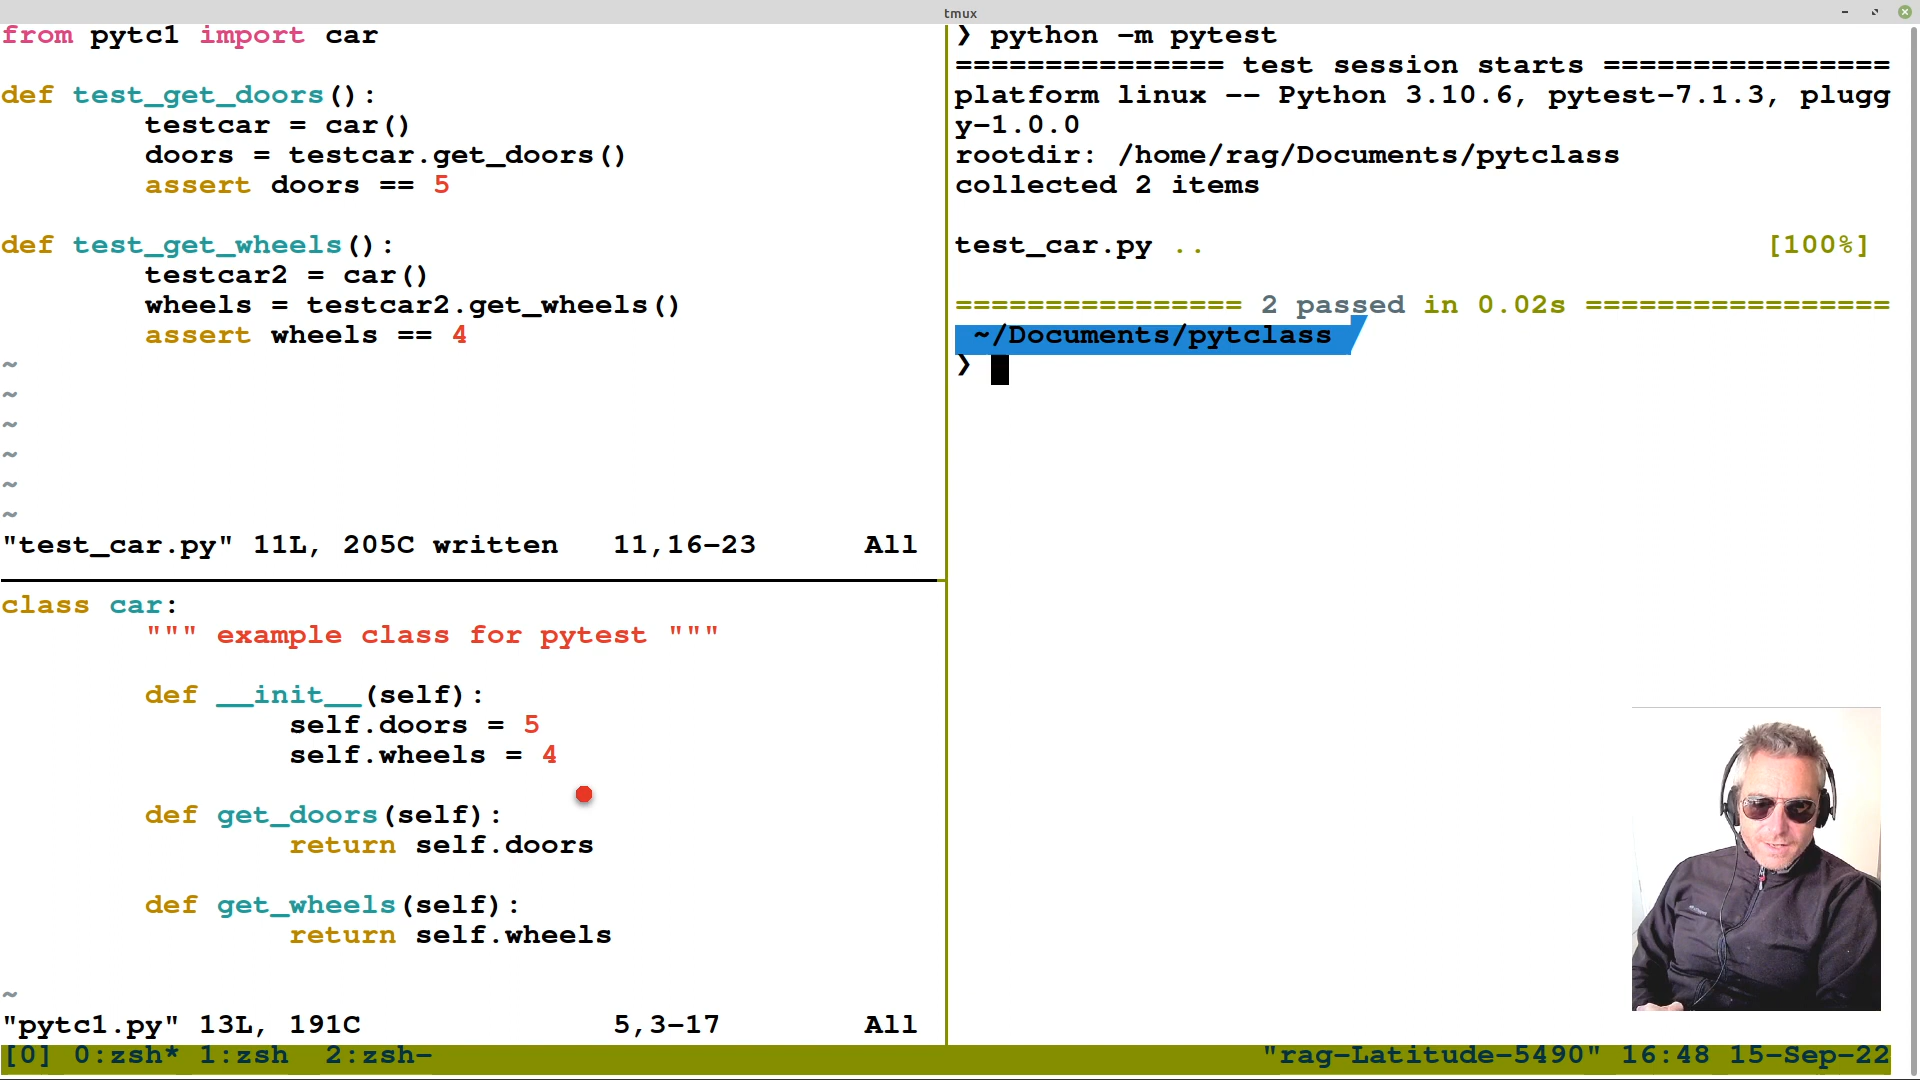 tmux
from pytc1 import car
def test_get_doors():
testcar = car()
doors = testcar.get_doors()
assert doors == 5
def test_get_wheels():
testcar2 = car()
wheels = testcar2.get_wheels()
assert wheels == 4
~
~
~
~
~
~
"test_car.py" 11L, 205C written 11,16-23 All
class car:
""" example class for pytest """
def __init__(self):
self.doors = 5
self.wheels = 4
def get_doors(self):
return self.doors
def get_wheels(self):
return self.wheels
~
"pytc1.py" 13L, 191C 5,3-17 All
❯ python -m pytest
=============== test session starts ================
platform linux -- Python 3.10.6, pytest-7.1.3, plugg
y-1.0.0
rootdir: /home/rag/Documents/pytclass
collected 2 items
test_car.py .. [100%]
================ 2 passed in 0.02s =================
~/Documents/pytclass
❯
[0] 0:zsh* 1:zsh 2:zsh- "rag-Latitude-5490" 16:48 15-Sep-22